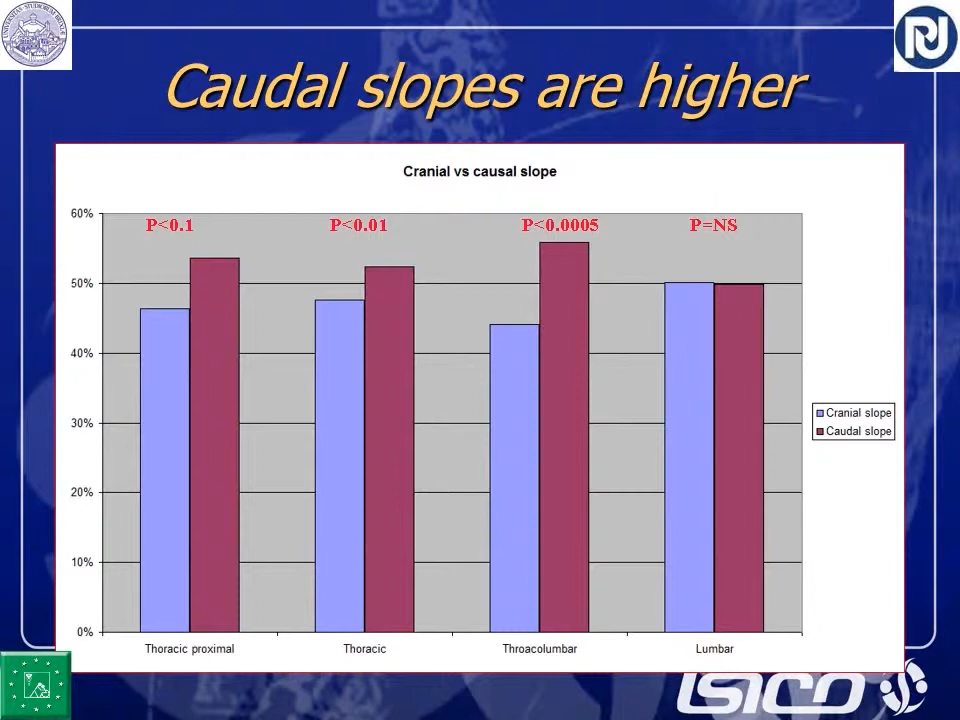 Caudal slopes are higher
Cranial vs causal slope
60%
P<0.1
P<0.01
P<0.0005
P=NS
50%
40%
30%
20%
10%
0%
Cranial slope
Caudal slope
Thoracic proximal
Thoracic
Throacolumbar
Lumbar
ISICO